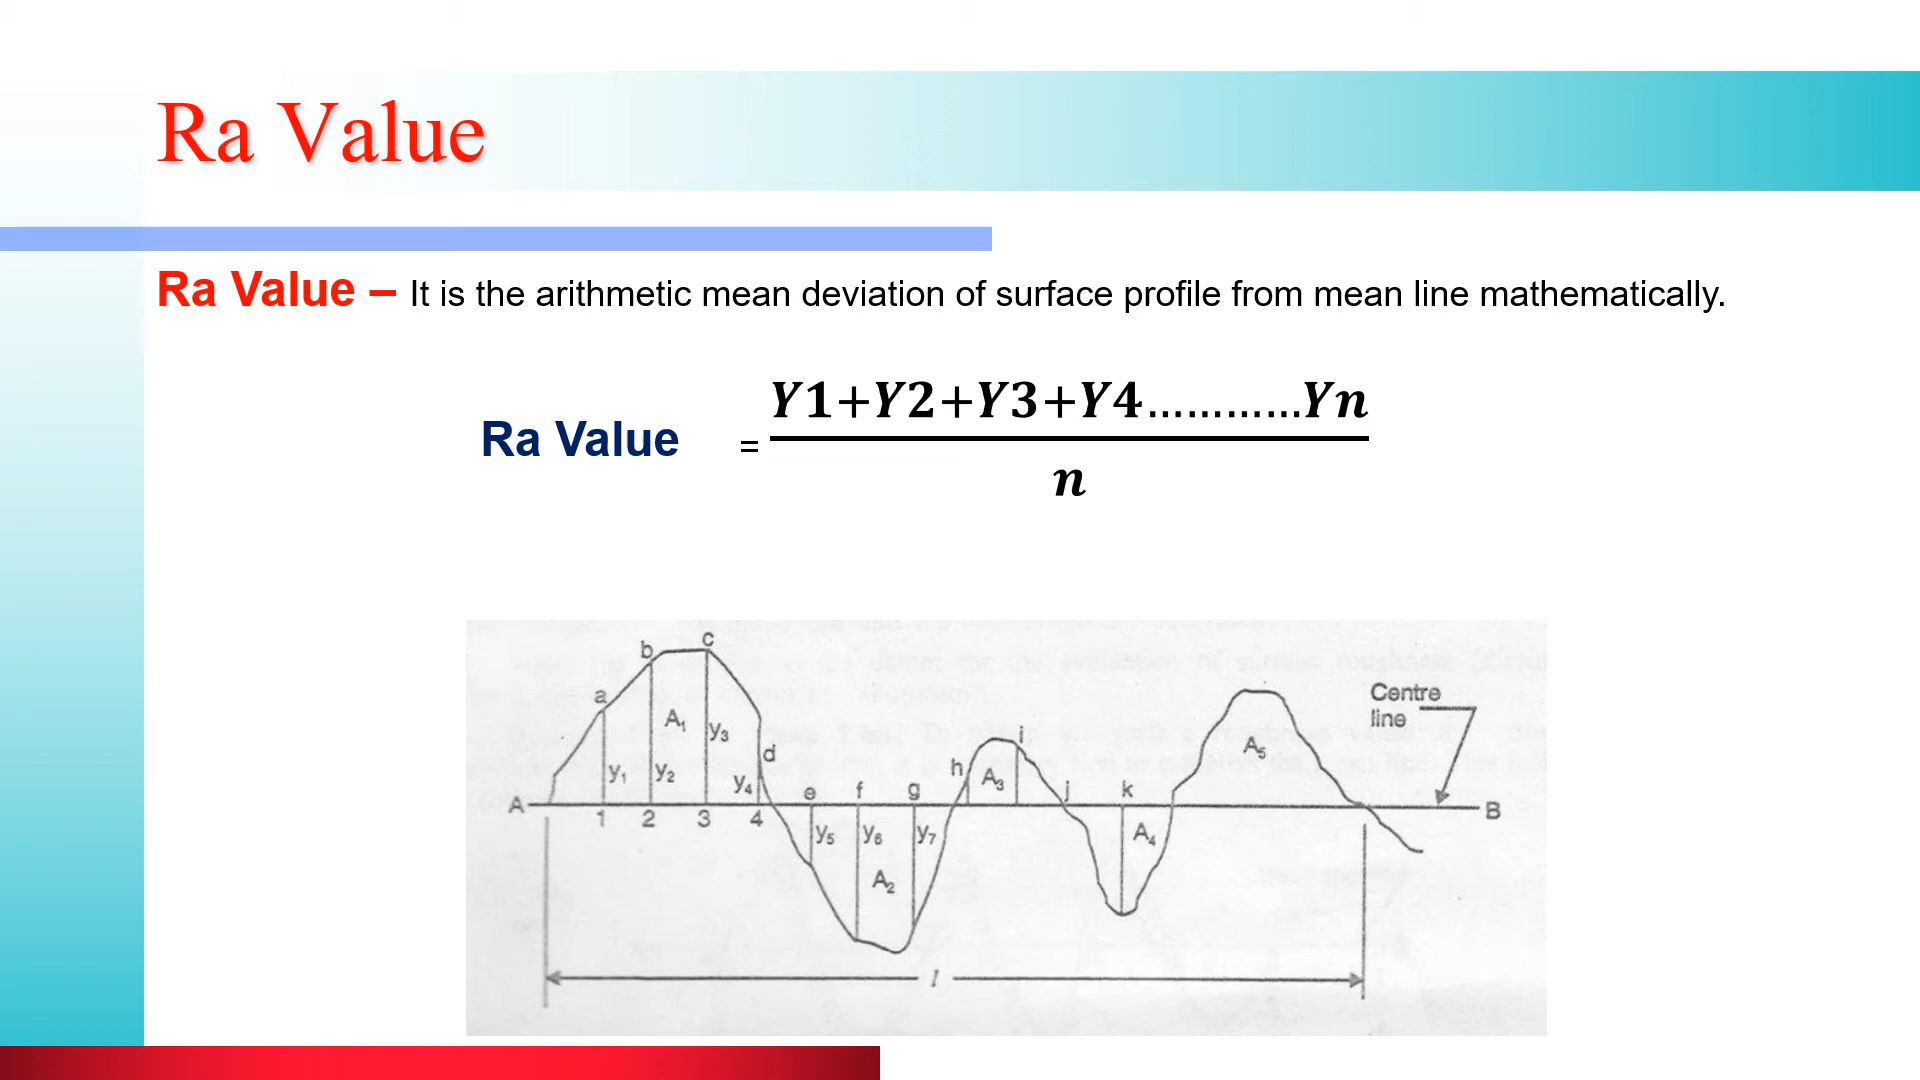 Ra Value
Ra Value – It is the arithmetic mean deviation of surface profile from mean line mathematically.
Ra Value = Y1+Y2+Y3+Y4............Yn
n
c
b
a
Centre
line
A₁
y₃
d
A₅
i
h
A₃
y₁
y₂
y₄
e
f
g
j
k
A
B
1
2
3
4
y₅
y₆
y₇
A₄
A₂
l